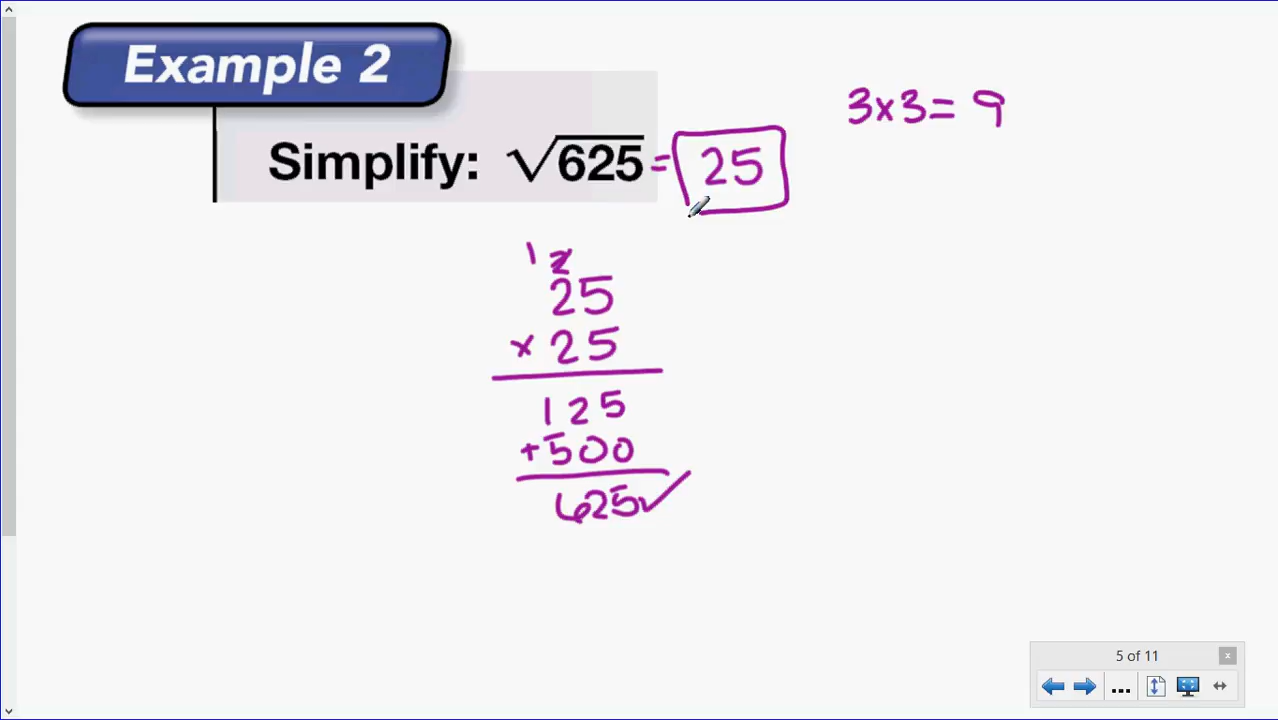 Example 2
3x3= 9
Simplify: √625 = 25
1 2
25
x 25
125
+500
625✓
5 of 11